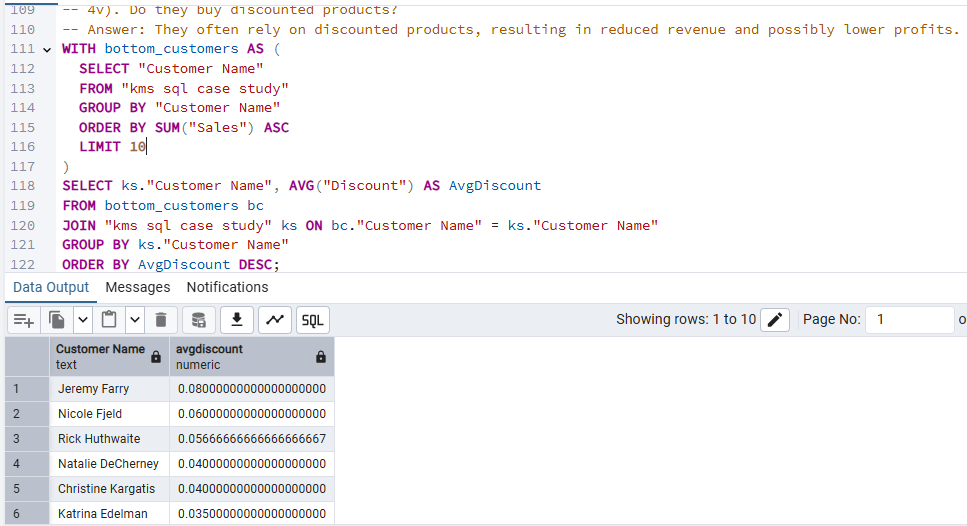 109 -- 4v). Do they buy discounted products?
110 -- Answer: They often rely on discounted products, resulting in reduced revenue and possibly lower profits.
111 WITH bottom_customers AS (
112 SELECT "Customer Name"
113 FROM "kms sql case study"
114 GROUP BY "Customer Name"
115 ORDER BY SUM("Sales") ASC
116 LIMIT 10
117 )
118 SELECT ks."Customer Name", AVG("Discount") AS AvgDiscount
119 FROM bottom_customers bc
120 JOIN "kms sql case study" ks ON bc."Customer Name" = ks."Customer Name"
121 GROUP BY ks."Customer Name"
122 ORDER BY AvgDiscount DESC;
Data Output Messages Notifications
SQL Showing rows: 1 to 10 Page No: 1 o
Customer Name avgdiscount
text numeric
1 Jeremy Farry 0.08000000000000000000
2 Nicole Fjeld 0.06000000000000000000
3 Rick Huthwaite 0.05666666666666666667
4 Natalie DeCherney 0.04000000000000000000
5 Christine Kargatis 0.04000000000000000000
6 Katrina Edelman 0.03500000000000000000